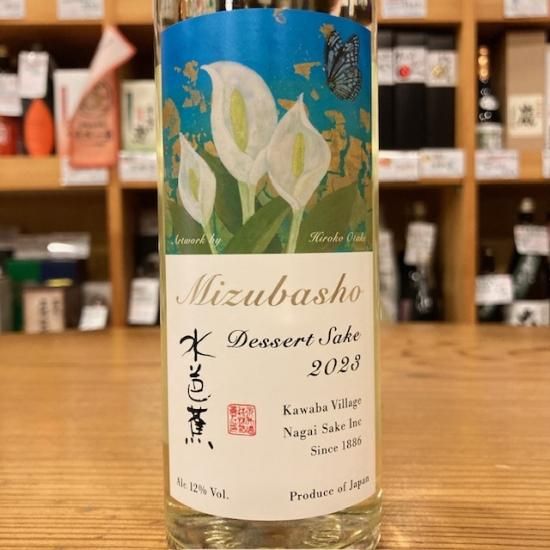 Artwork by
Hiroko Otake
Mizubasho
水芭蕉
Dessert Sake
2023
Kawaba Village
Nagai Sake Inc
Since 1886
Alc.12% Vol.
Produce of Japan